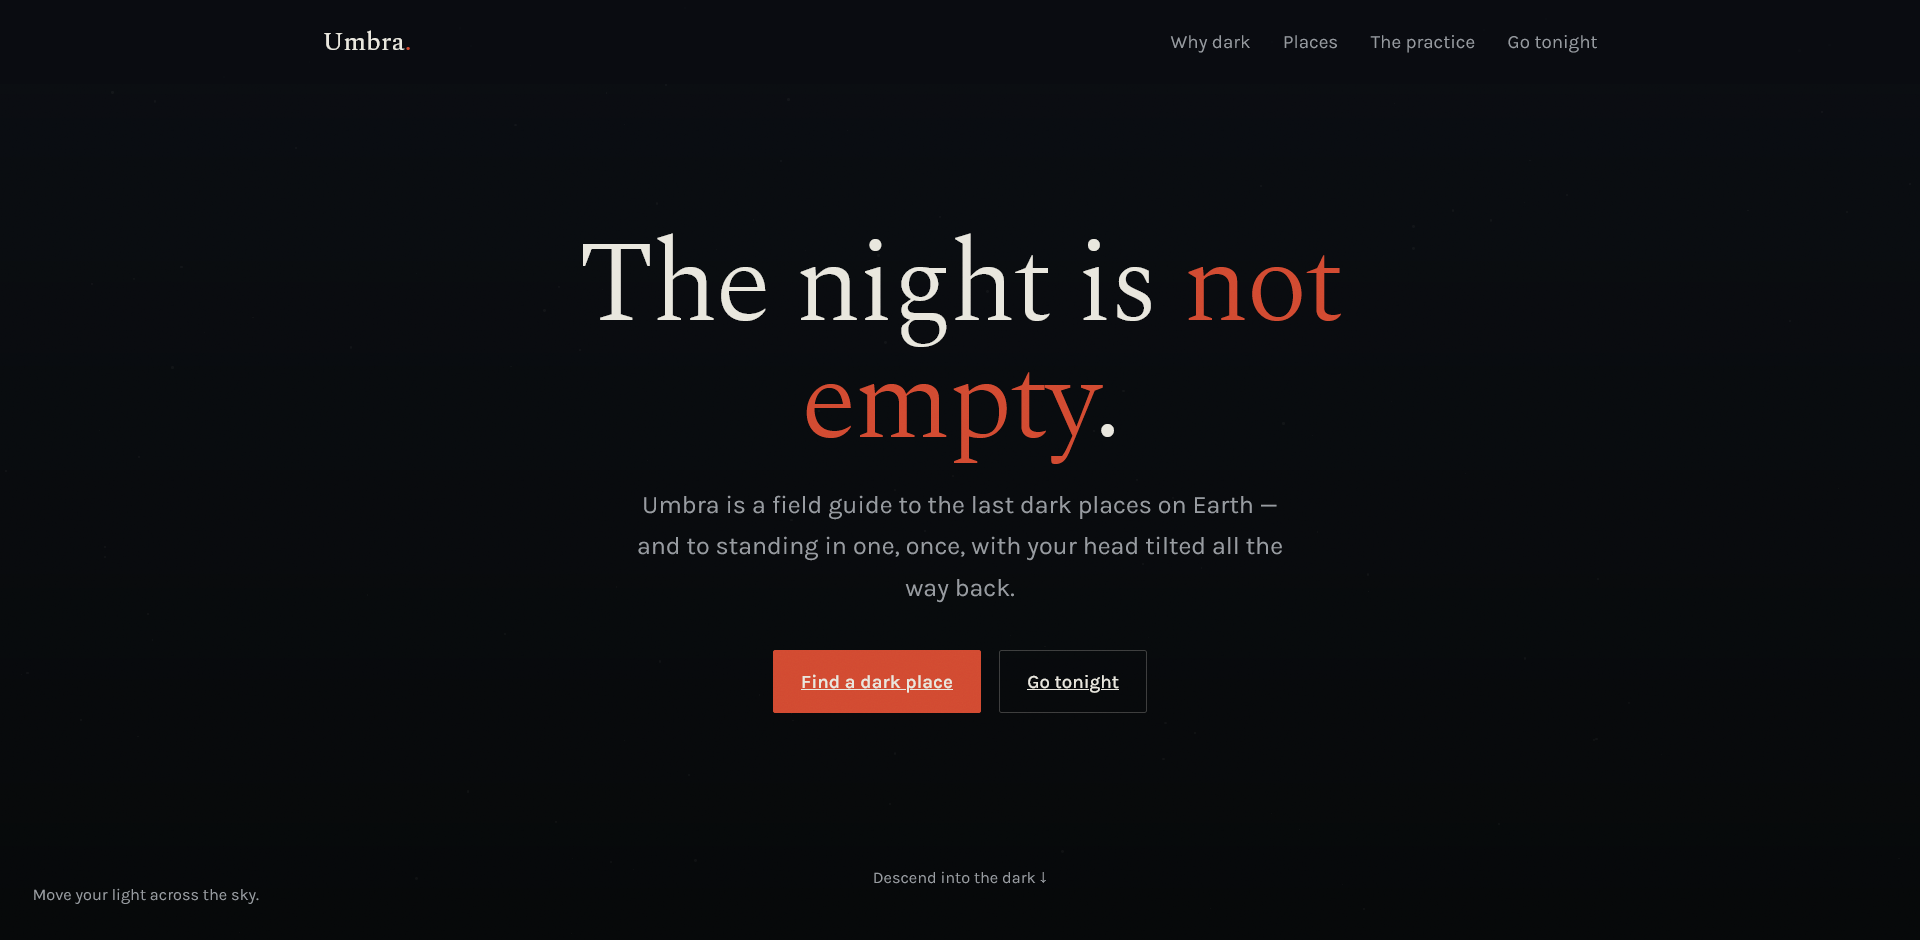 Umbra.
Why dark
Places
The practice
Go tonight
The night is not
empty.
Umbra is a field guide to the last dark places on Earth —
and to standing in one, once, with your head tilted all the
way back.
Find a dark place
Go tonight
Descend into the dark ↓
Move your light across the sky.